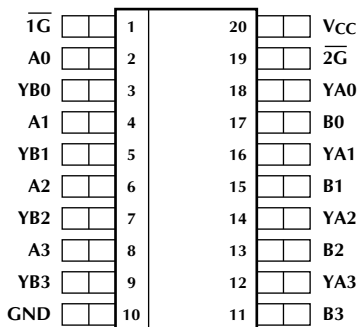 1G 1 20 VCC
A0 2 19 2G
YB0 3 18 YA0
A1 4 17 B0
YB1 5 16 YA1
A2 6 15 B1
YB2 7 14 YA2
A3 8 13 B2
YB3 9 12 YA3
GND 10 11 B3